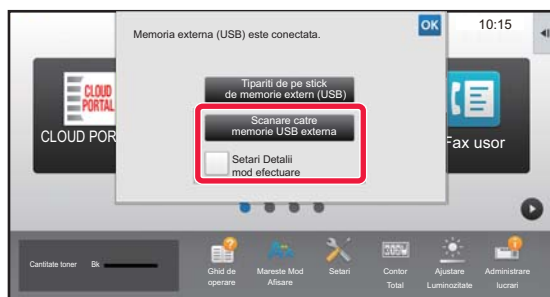 Memoria externa (USB) este conectata.
OK
10:15
Tipariti de pe stick
de memorie extern (USB)
Scanare catre
memorie USB externa
Setari Detalii
mod efectuare
CLOUD
PORTAL
CLOUD POR
Fax usor
Cantitate toner Bk
Ghid de
operare
Mareste Mod
Afisare
Setari
Contor
Total
Ajustare
Luminozitate
Administrare
lucrari